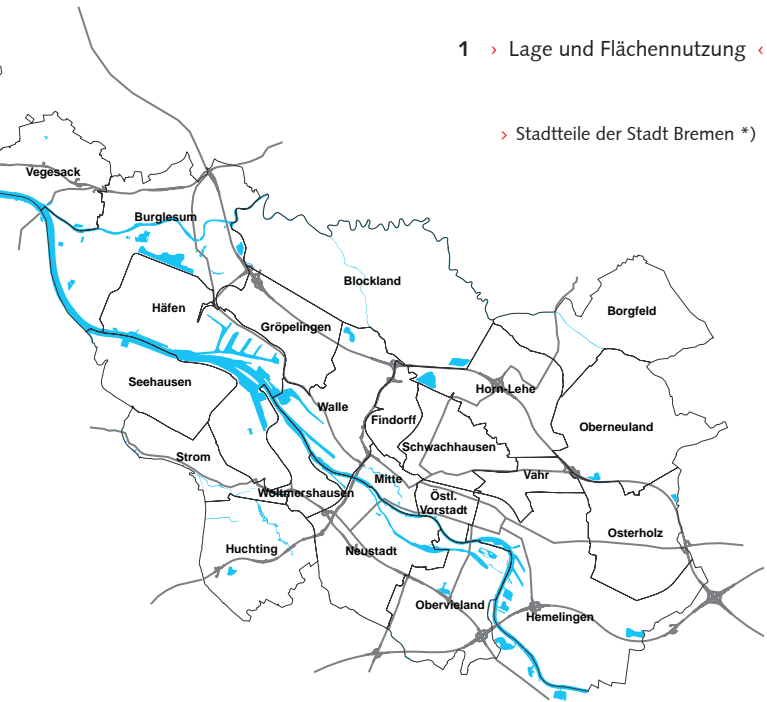 1 › Lage und Flächennutzung ‹
› Stadtteile der Stadt Bremen *)
Vegesack
Burglesum
Blockland
Häfen
Borgfeld
Gröpelingen
Seehausen
Horn-Lehe
Walle
Findorff
Oberneuland
Schwachhausen
Strom
Vahr
Mitte
Woltmershausen
Östl.
Vorstadt
Osterholz
Huchting
Neustadt
Obervieland
Hemelingen